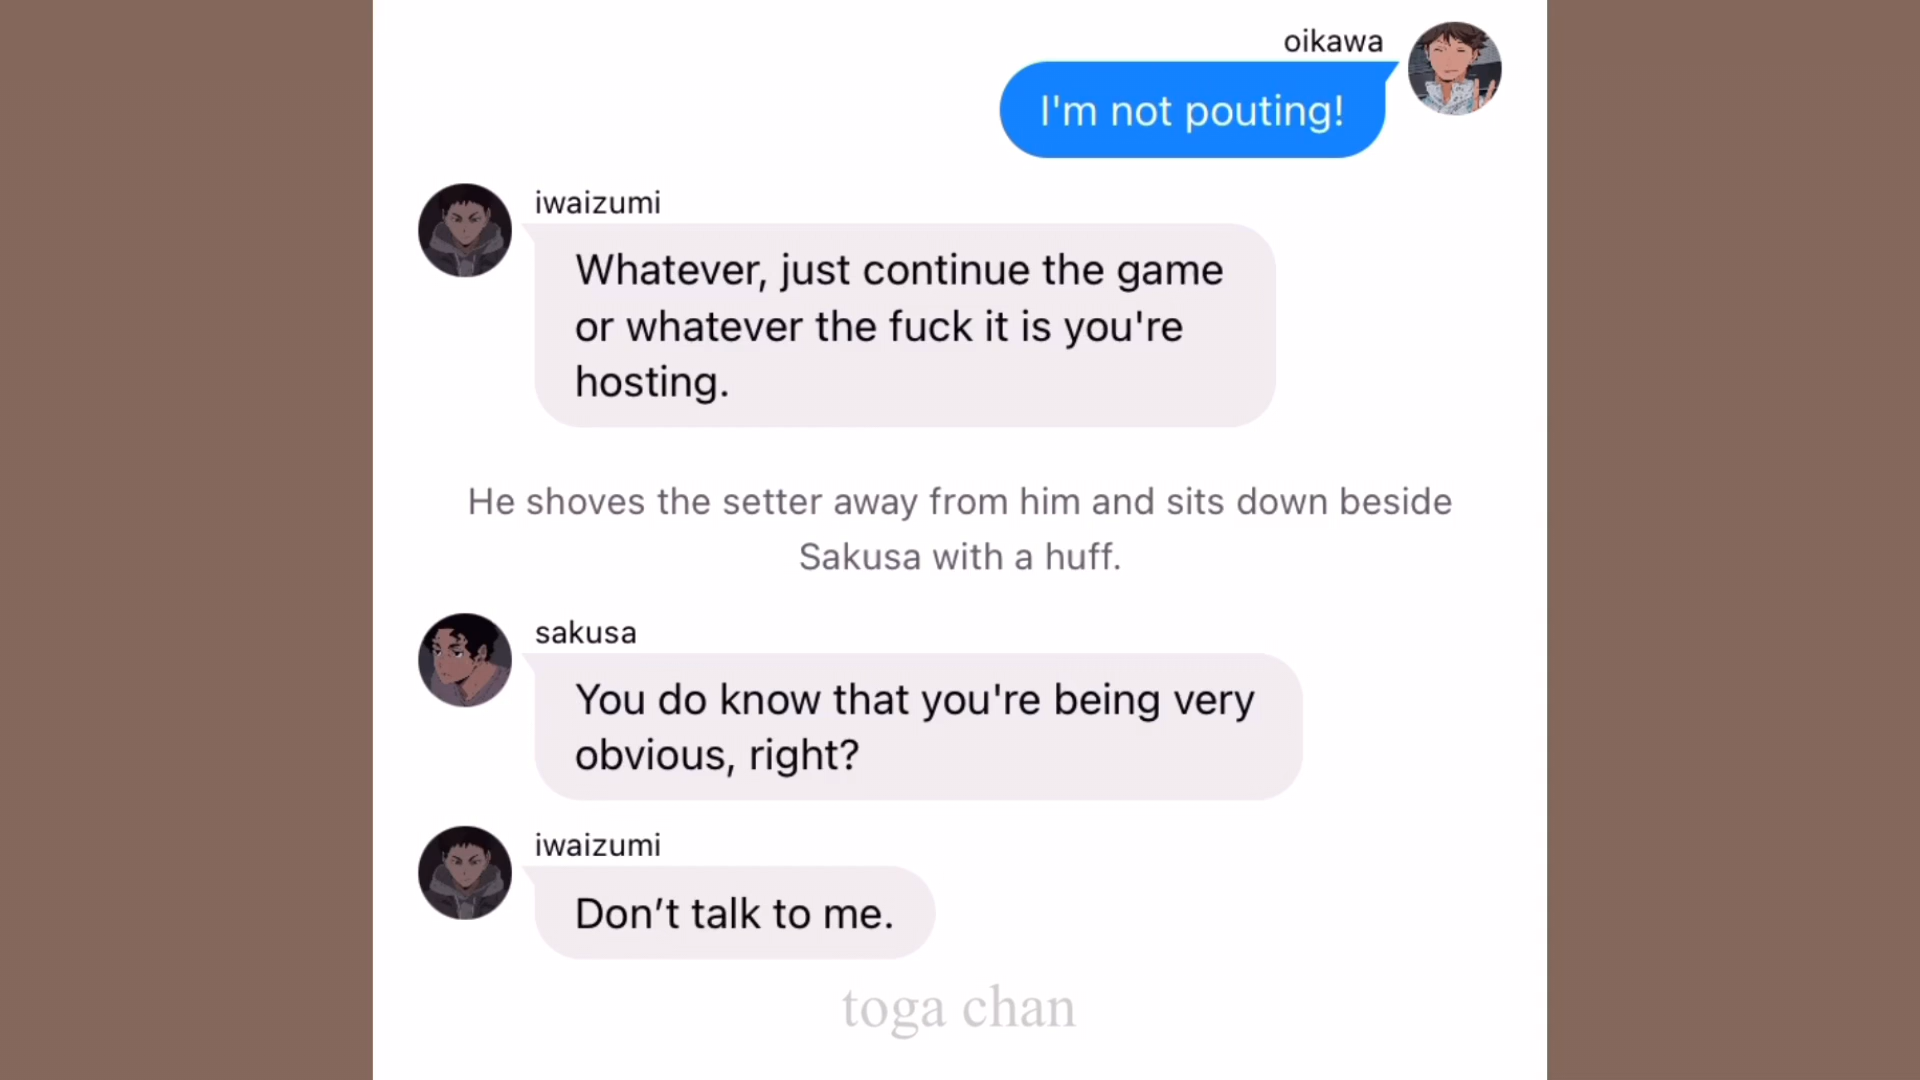 oikawa
I'm not pouting!
iwaizumi
Whatever, just continue the game
or whatever the fuck it is you're
hosting.
He shoves the setter away from him and sits down beside
Sakusa with a huff.
sakusa
You do know that you're being very
obvious, right?
iwaizumi
Don’t talk to me.
toga chan